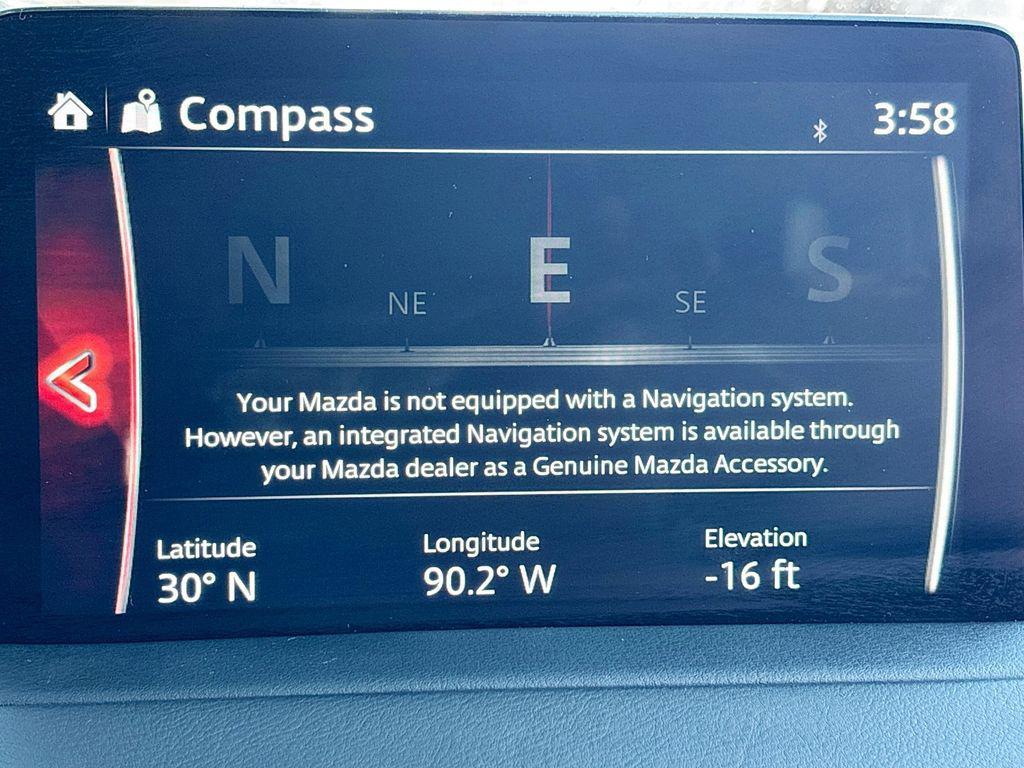 Compass
3:58
N
NE
E
SE
S
Your Mazda is not equipped with a Navigation system.
However, an integrated Navigation system is available through
your Mazda dealer as a Genuine Mazda Accessory.
Latitude
30° N
Longitude
90.2° W
Elevation
-16 ft